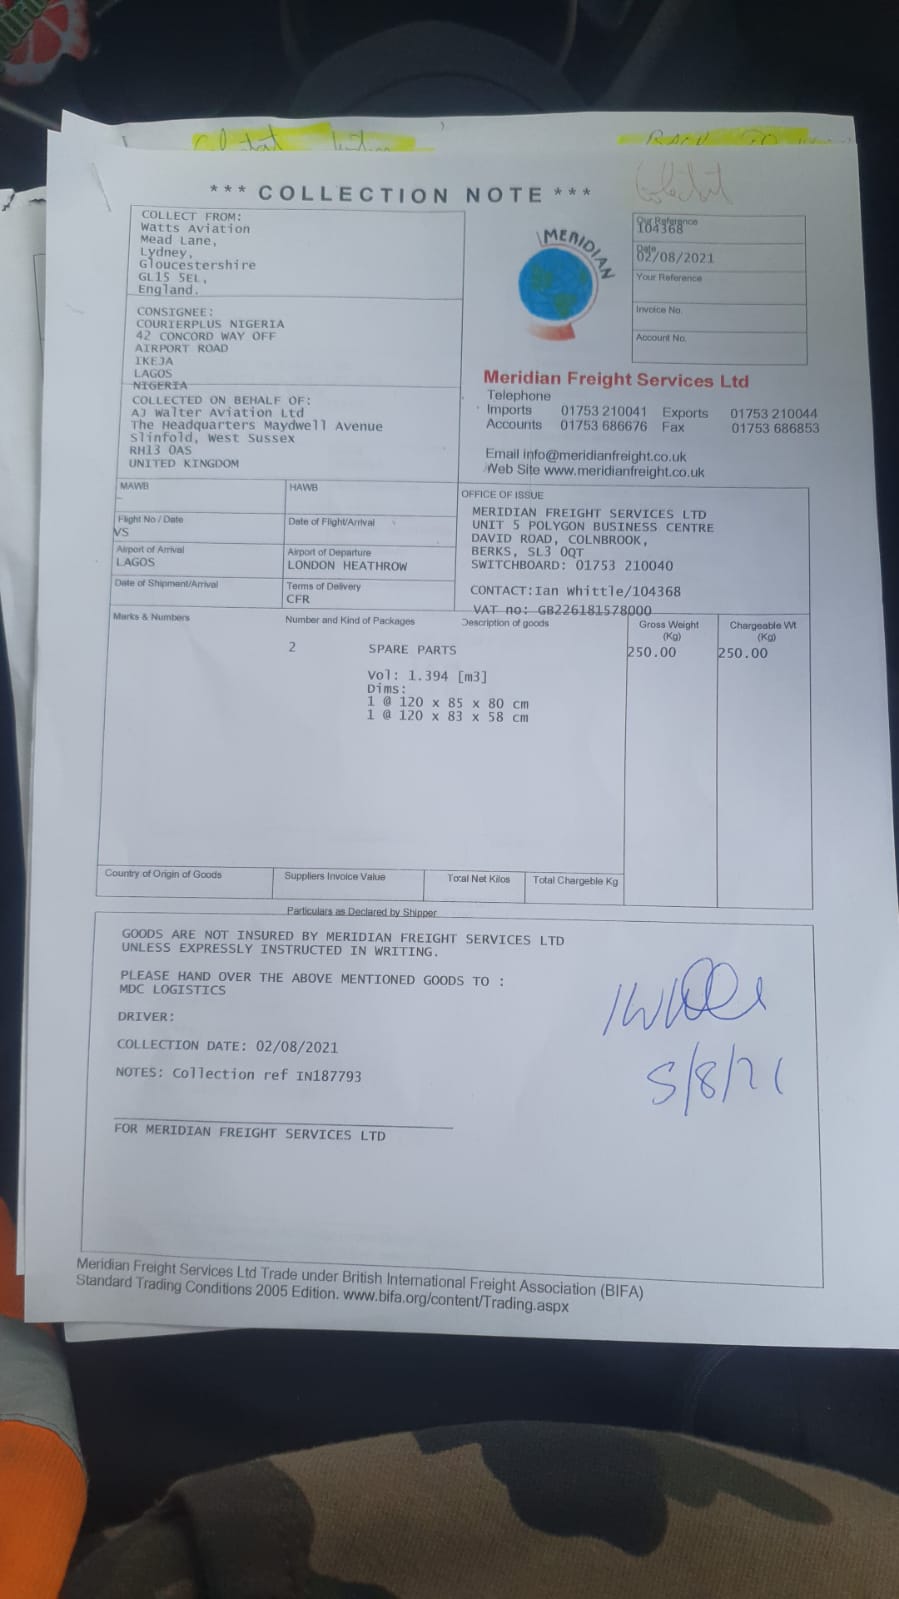 *** COLLECTION NOTE ***
COLLECT FROM:
Watts Aviation
Mead Lane,
Lydney,
Gloucestershire
GL15 5EL,
England.
CONSIGNEE:
COURIERPLUS NIGERIA
42 CONCORD WAY OFF
AIRPORT ROAD
IKEJA
LAGOS
NIGERIA
COLLECTED ON BEHALF OF:
AJ Walter Aviation Ltd
The Headquarters Maydwell Avenue
Slinfold, West Sussex
RH13 0AS
UNITED KINGDOM
MERIDIAN
Our Reference
104368
Date
02/08/2021
Your Reference
Invoice No.
Account No.
Meridian Freight Services Ltd
Telephone
Imports 01753 210041 Exports 01753 210044
Accounts 01753 686676 Fax 01753 686853
Email info@meridianfreight.co.uk
Web Site www.meridianfreight.co.uk
MAWB HAWB
-
Flight No / Date Date of Flight/Arrival
VS
Airport of Arrival Airport of Departure
LAGOS LONDON HEATHROW
Date of Shipment/Arrival Terms of Delivery
CFR
OFFICE OF ISSUE
MERIDIAN FREIGHT SERVICES LTD
UNIT 5 POLYGON BUSINESS CENTRE
DAVID ROAD, COLNBROOK,
BERKS, SL3 0QT
SWITCHBOARD: 01753 210040
CONTACT:Ian Whittle/104368
VAT no: GB226181578000
Marks & Numbers Number and Kind of Packages Description of goods Gross Weight (Kg) Chargeable Wt (Kg)
2 SPARE PARTS 250.00 250.00
Vol: 1.394 [m3]
Dims:
1 @ 120 x 85 x 80 cm
1 @ 120 x 83 x 58 cm
Country of Origin of Goods Suppliers Invoice Value Total Net Kilos Total Chargeble Kg
Particulars as Declared by Shipper
GOODS ARE NOT INSURED BY MERIDIAN FREIGHT SERVICES LTD
UNLESS EXPRESSLY INSTRUCTED IN WRITING.
PLEASE HAND OVER THE ABOVE MENTIONED GOODS TO :
MDC LOGISTICS
DRIVER:
COLLECTION DATE: 02/08/2021
NOTES: Collection ref IN187793
5/8/21
FOR MERIDIAN FREIGHT SERVICES LTD
Meridian Freight Services Ltd Trade under British International Freight Association (BIFA)
Standard Trading Conditions 2005 Edition. www.bifa.org/content/Trading.aspx